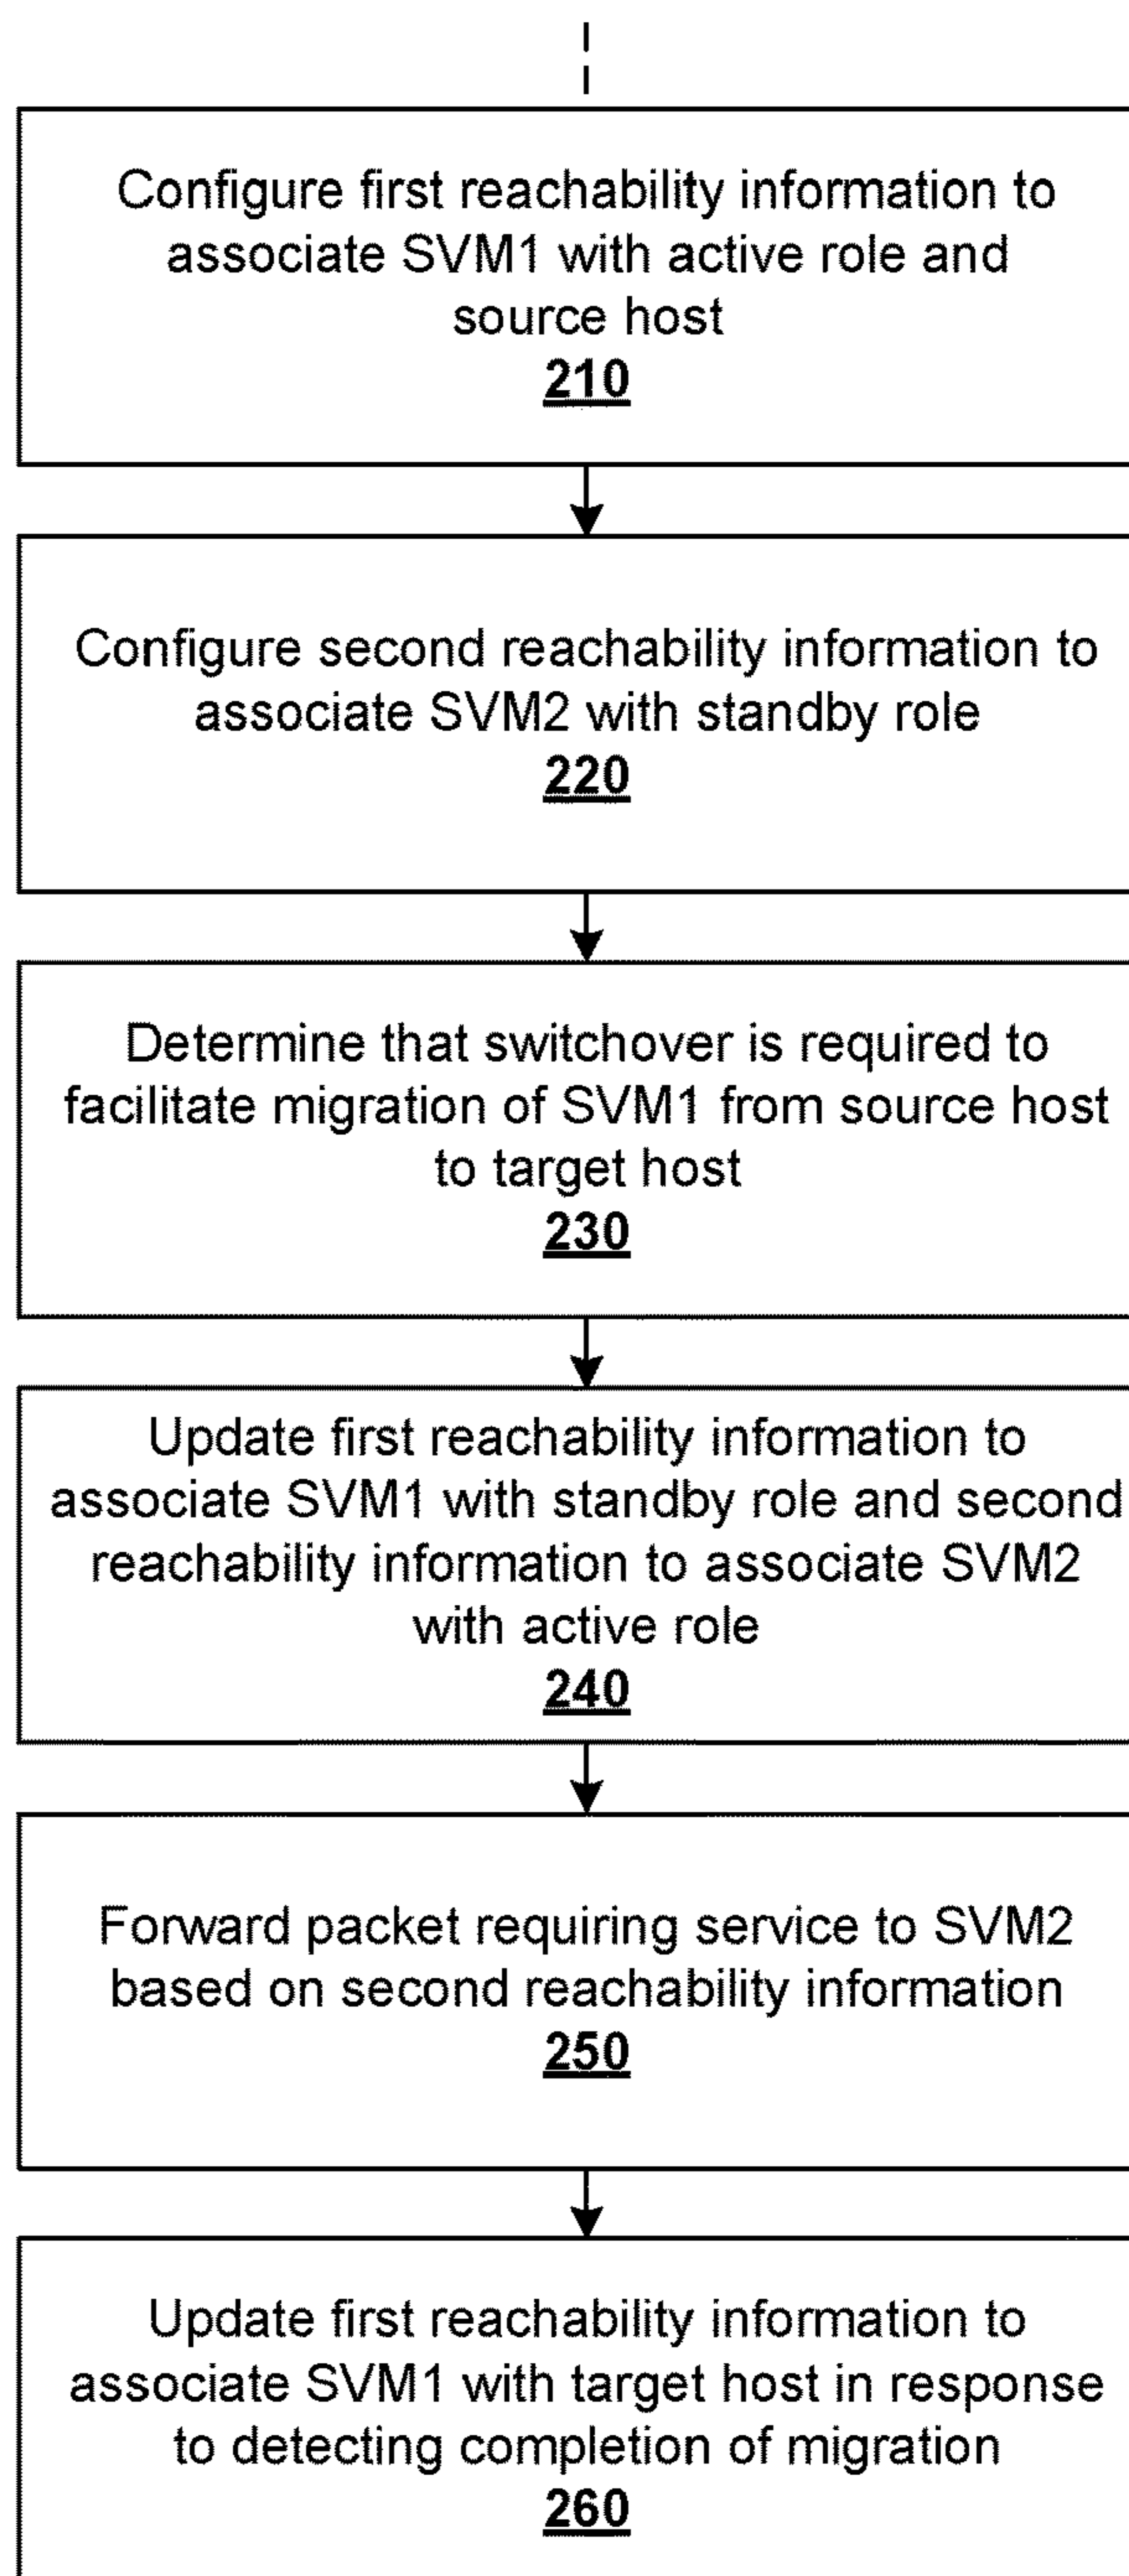 Configure first reachability information to
associate SVM1 with active role and
source host
210
Configure second reachability information to
associate SVM2 with standby role
220
Determine that switchover is required to
facilitate migration of SVM1 from source host
to target host
230
Update first reachability information to
associate SVM1 with standby role and second
reachability information to associate SVM2
with active role
240
Forward packet requiring service to SVM2
based on second reachability information
250
Update first reachability information to
associate SVM1 with target host in response
to detecting completion of migration
260